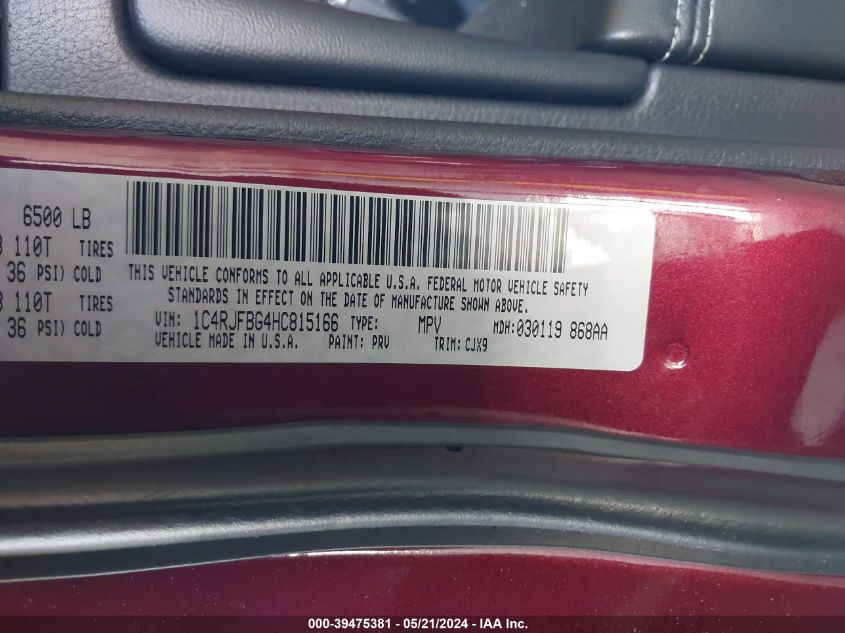 6500 LB
110T TIRES
36 PSI) COLD
110T TIRES
36 PSI) COLD
THIS VEHICLE CONFORMS TO ALL APPLICABLE U.S.A. FEDERAL MOTOR VEHICLE SAFETY
STANDARDS IN EFFECT ON THE DATE OF MANUFACTURE SHOWN ABOVE.
VIN: 1C4RJFBG4HC815166 TYPE: MPV MDH: 030119 868AA
VEHICLE MADE IN U.S.A. PAINT: PRV TRIM: CJX9
000-39475381 - 05/21/2024 - IAA Inc.